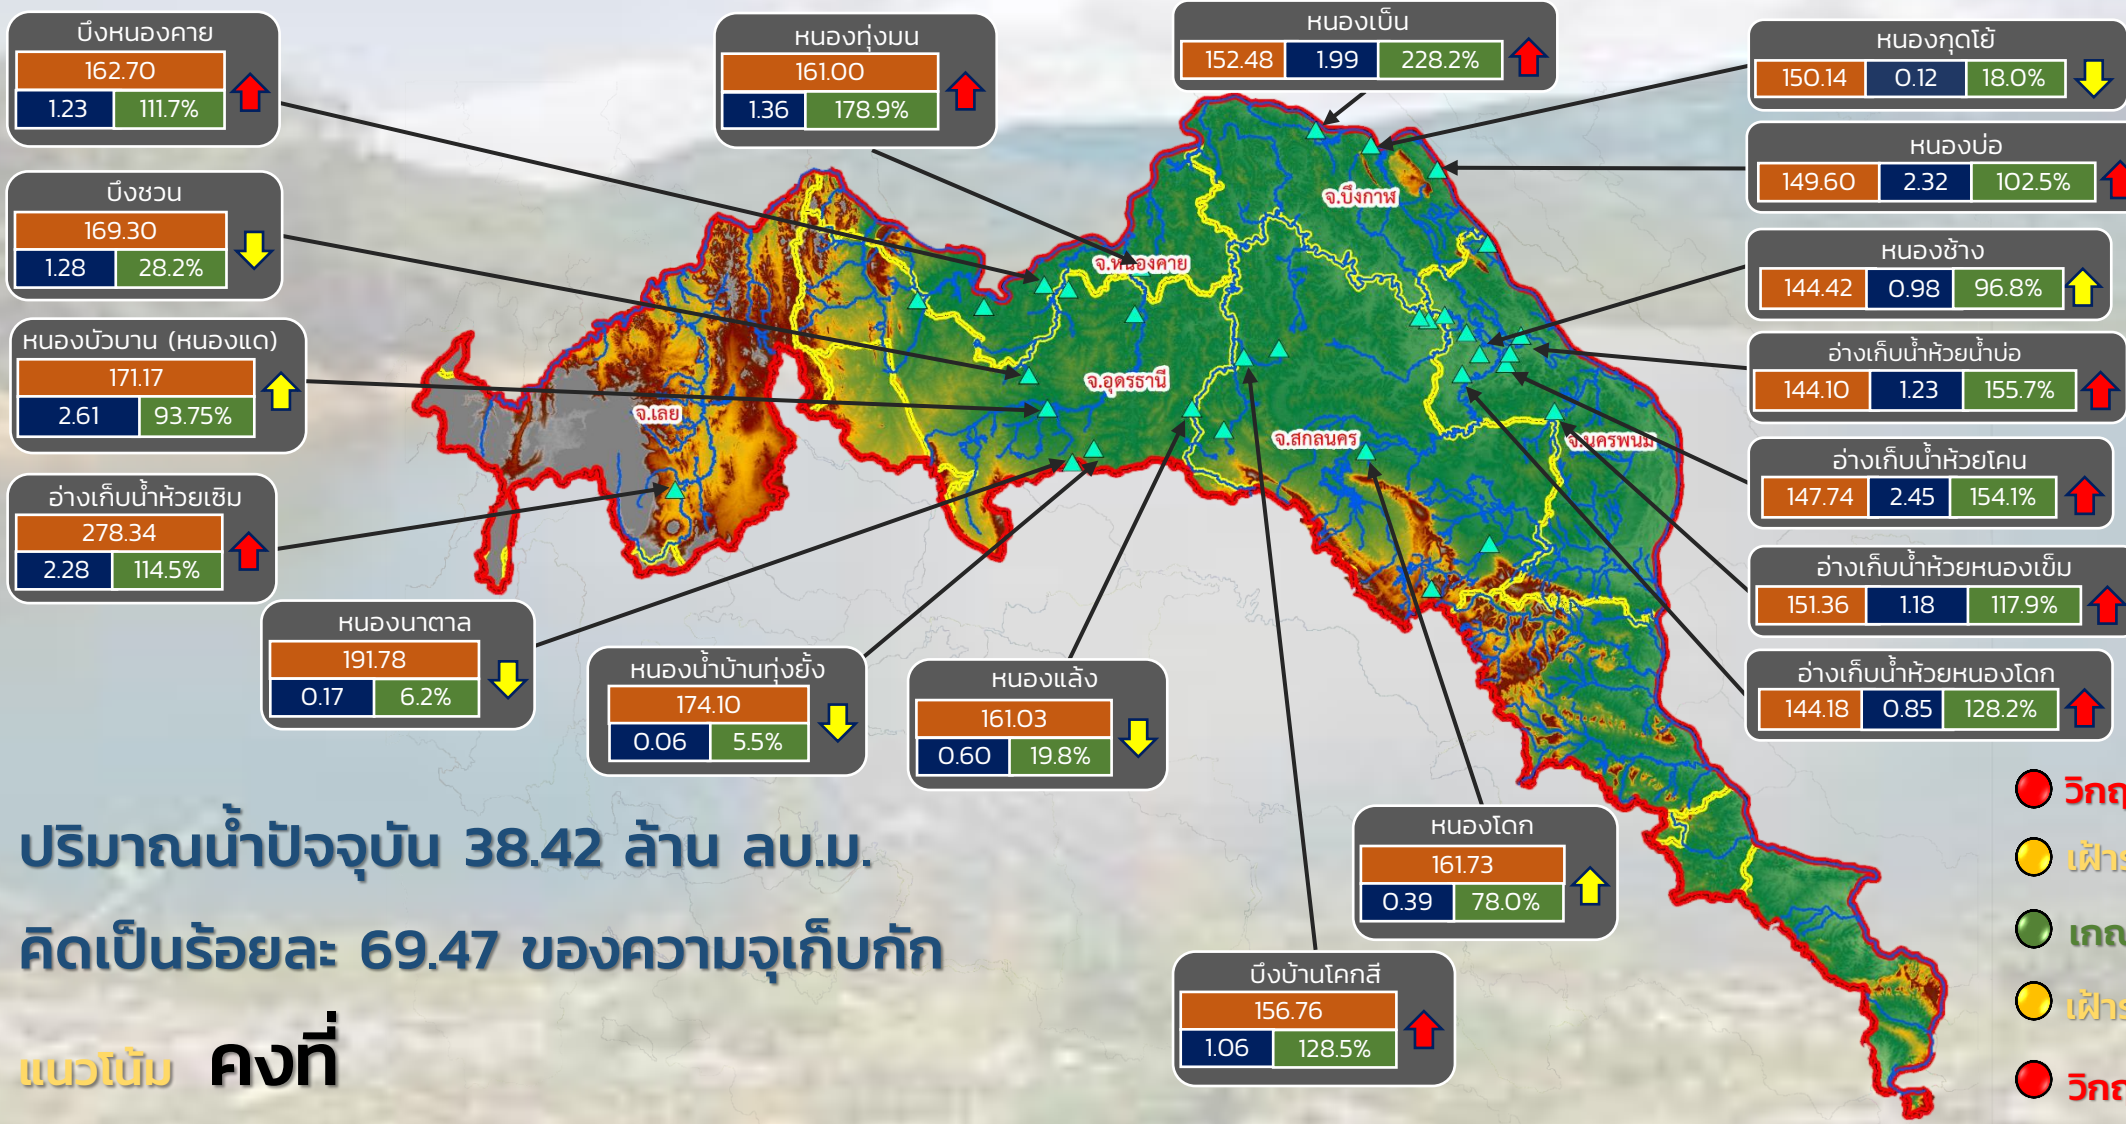 บึงหนองคาย
162.70
1.23 111.7%
บึงชวน
169.30
1.28 28.2%
หนองบัวบาน (หนองแด)
171.17
2.61 93.75%
อ่างเก็บน้ำห้วยเซิม
278.34
2.28 114.5%
หนองนาตาล
191.78
0.17 6.2%
หนองน้ำบ้านทุ่งยั้ง
174.10
0.06 5.5%
หนองแล้ง
161.03
0.60 19.8%
หนองทุ่งมน
161.00
1.36 178.9%
หนองเบ็น
152.48 1.99 228.2%
หนองกุดโย้
150.14 0.12 18.0%
หนองบ่อ
149.60 2.32 102.5%
หนองช้าง
144.42 0.98 96.8%
อ่างเก็บน้ำห้วยน้ำบ่อ
144.10 1.23 155.7%
อ่างเก็บน้ำห้วยโคน
147.74 2.45 154.1%
อ่างเก็บน้ำห้วยหนองเข็ม
151.36 1.18 117.9%
อ่างเก็บน้ำห้วยหนองโดก
144.18 0.85 128.2%
หนองโดก
161.73
0.39 78.0%
บึงบ้านโคกสี
156.76
1.06 128.5%
จ.บึงกาฬ
จ.หนองคาย
จ.อุดรธานี
จ.เลย
จ.สกลนคร
จ.นครพนม
ปริมาณน้ำปัจจุบัน 38.42 ล้าน ลบ.ม.
คิดเป็นร้อยละ 69.47 ของความจุเก็บกัก
แนวโน้ม คงที่